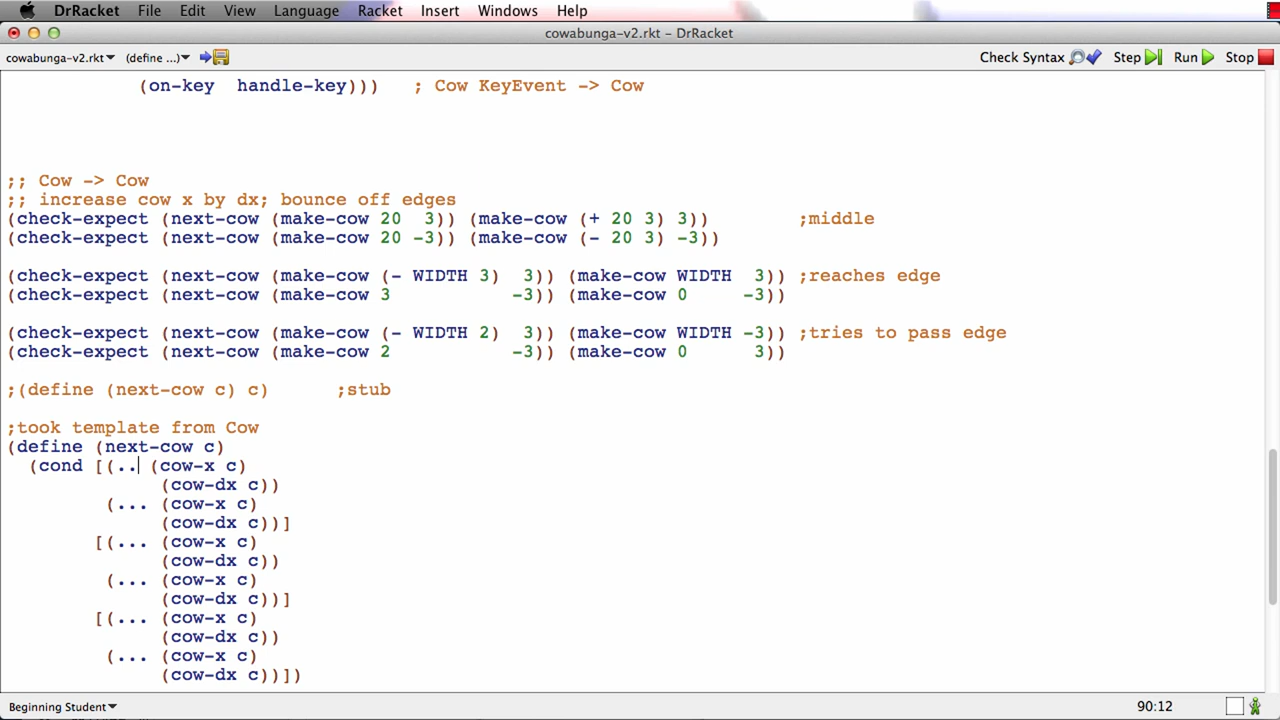 DrRacket File Edit View Language Racket Insert Windows Help
cowabunga-v2.rkt – DrRacket
cowabunga-v2.rkt▾ (define ...)▾ Check Syntax Step Run Stop
(on-key  handle-key)))   ; Cow KeyEvent -> Cow
;; Cow -> Cow
;; increase cow x by dx; bounce off edges
(check-expect (next-cow (make-cow 20  3)) (make-cow (+ 20 3) 3))        ;middle
(check-expect (next-cow (make-cow 20 -3)) (make-cow (- 20 3) -3))
(check-expect (next-cow (make-cow (- WIDTH 3)  3)) (make-cow WIDTH  3)) ;reaches edge
(check-expect (next-cow (make-cow 3           -3)) (make-cow 0     -3))
(check-expect (next-cow (make-cow (- WIDTH 2)  3)) (make-cow WIDTH -3)) ;tries to pass edge
(check-expect (next-cow (make-cow 2           -3)) (make-cow 0      3))
;(define (next-cow c) c)      ;stub
;took template from Cow
(define (next-cow c)
  (cond [(.. (cow-x c)
              (cow-dx c))
         (... (cow-x c)
              (cow-dx c))]
        [(... (cow-x c)
              (cow-dx c))
         (... (cow-x c)
              (cow-dx c))]
        [(... (cow-x c)
              (cow-dx c))
         (... (cow-x c)
              (cow-dx c))])
Beginning Student▾ 90:12